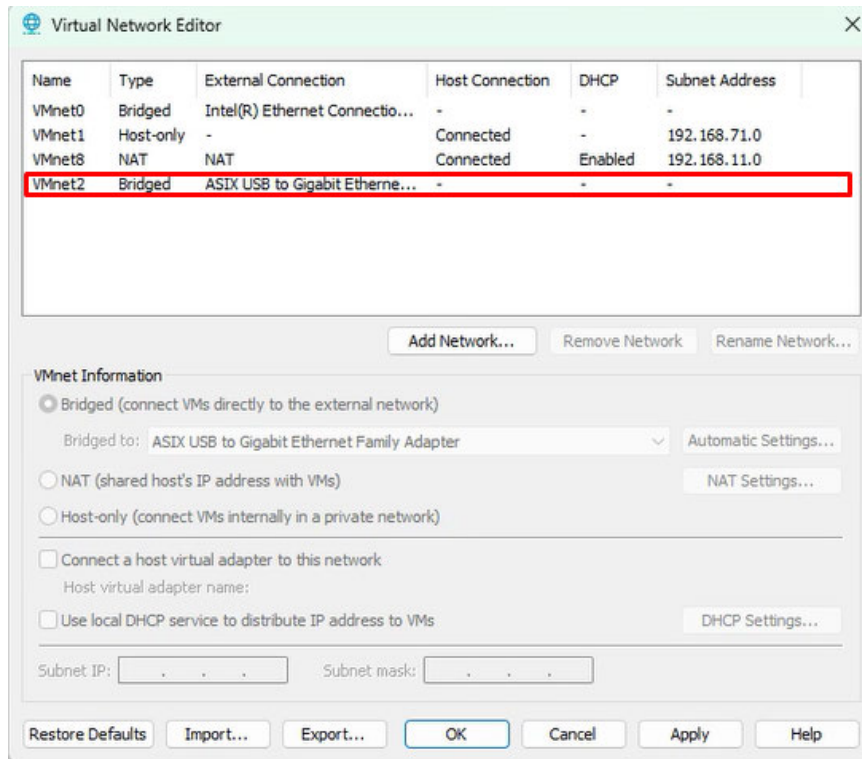 Virtual Network Editor
Name Type External Connection Host Connection DHCP Subnet Address
VMnet0 Bridged Intel(R) Ethernet Connectio... - - -
VMnet1 Host-only - Connected - 192.168.71.0
VMnet8 NAT NAT Connected Enabled 192.168.11.0
VMnet2 Bridged ASIX USB to Gigabit Etherne... - - -
Add Network... Remove Network Rename Network...
VMnet Information
Bridged (connect VMs directly to the external network)
Bridged to: ASIX USB to Gigabit Ethernet Family Adapter Automatic Settings...
NAT (shared host's IP address with VMs) NAT Settings...
Host-only (connect VMs internally in a private network)
Connect a host virtual adapter to this network
Host virtual adapter name:
Use local DHCP service to distribute IP address to VMs DHCP Settings...
Subnet IP: . . . Subnet mask: . . .
Restore Defaults Import... Export... OK Cancel Apply Help